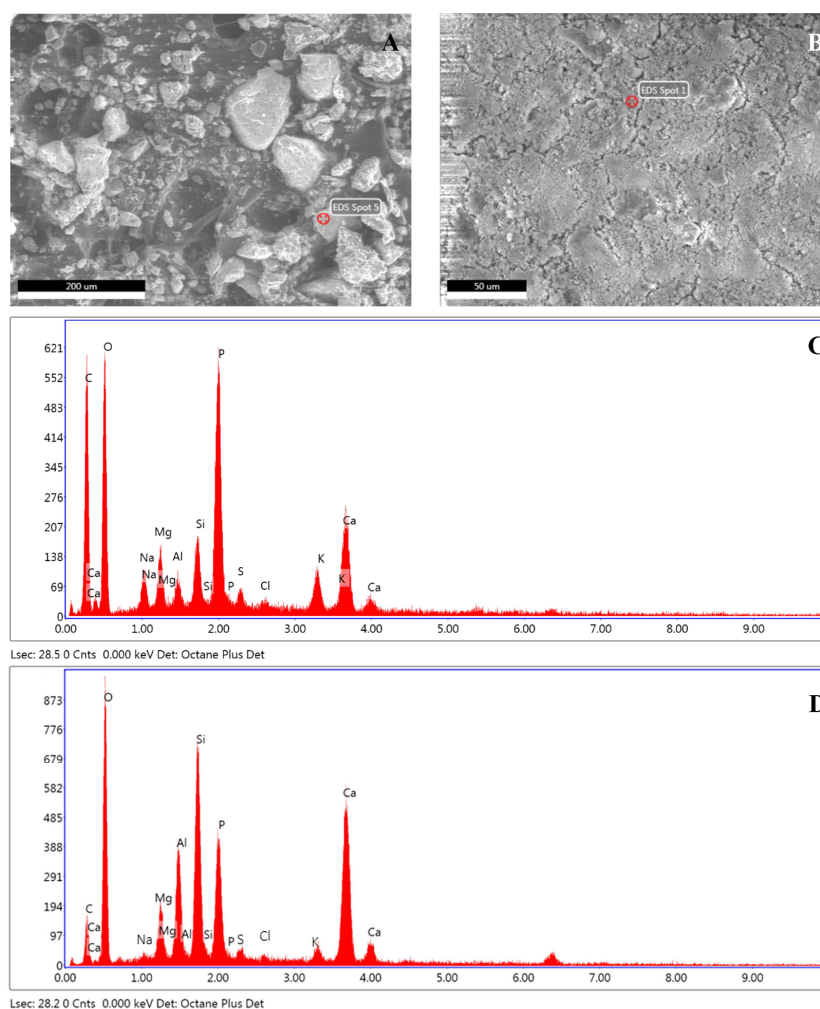 A
B
EDS Spot 1
EDS Spot 5
200 um
50 um
C
621
552
483
414
345
276
207
138
69
0
C
O
P
Ca
Ca
Na
Na
Mg
Mg
Al
Si
Si
P
S
Cl
K
K
Ca
Ca
0.00 1.00 2.00 3.00 4.00 5.00 6.00 7.00 8.00 9.00
Lsec: 28.5 0 Cnts 0.000 keV Det: Octane Plus Det
D
873
776
679
582
485
388
291
194
97
0
C
Ca
Ca
O
Na
Mg
Mg
Al
Al
Si
Si
P
P
S
Cl
K
Ca
Ca
0.00 1.00 2.00 3.00 4.00 5.00 6.00 7.00 8.00 9.00
Lsec: 28.2 0 Cnts 0.000 keV Det: Octane Plus Det